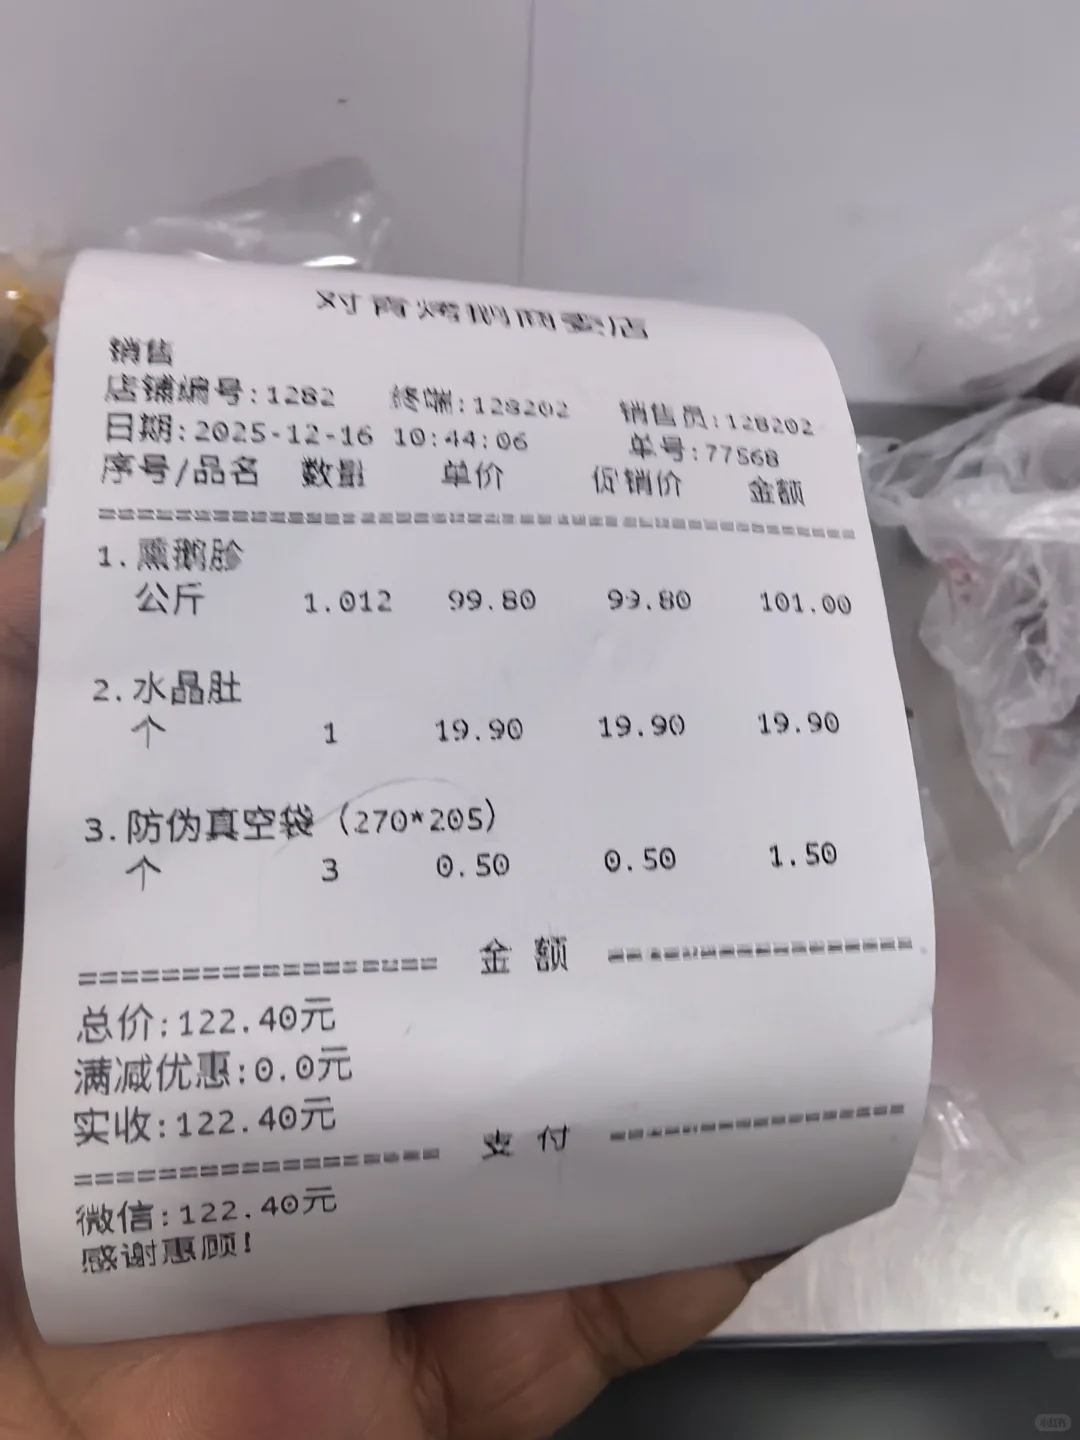 对青烤鹅商委店
销售
店铺编号:1282 终端:128202 销售员:128202
日期:2025-12-16 10:44:06 单号:77568
序号/品名 数量 单价 促销价 金额
1.熏鹅胗
公斤 1.012 99.80 99.80 101.00
2.水晶肚
个 1 19.90 19.90 19.90
3.防伪真空袋（270*205）
个 3 0.50 0.50 1.50
金 额
总价:122.40元
满减优惠:0.0元
实收:122.40元
支 付
微信:122.40元
感谢惠顾!
小红书